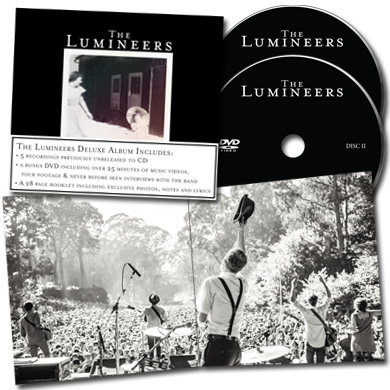 THE
LUMINEERS
THE LUMINEERS DELUXE ALBUM INCLUDES:
• 5 RECORDINGS PREVIOUSLY UNRELEASED TO CD
• A BONUS DVD INCLUDING OVER 25 MINUTES OF MUSIC VIDEOS,
TOUR FOOTAGE & NEVER BEFORE SEEN INTERVIEWS WITH THE BAND
• A 28 PAGE BOOKLET INCLUDING EXCLUSIVE PHOTOS, NOTES AND LYRICS
THE
LUMINEERS
THE
LUMINEERS
DVD
VIDEO
DISC II